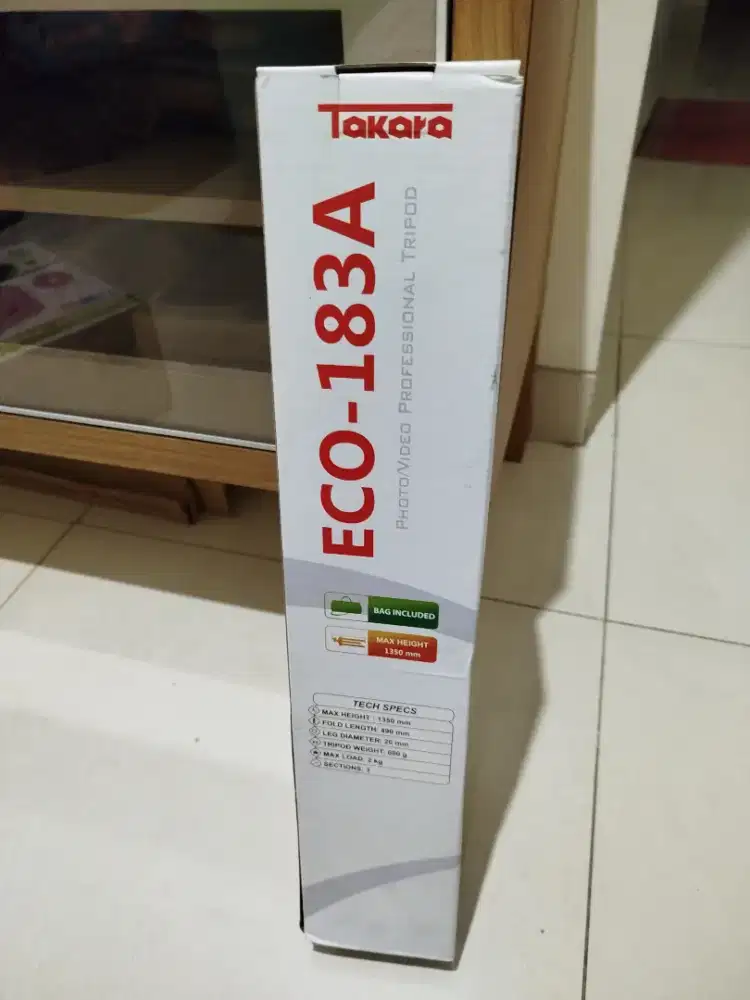 Takara
ECO-183A
PHOTO/VIDEO PROFESSIONAL TRIPOD
BAG INCLUDED
MAX HEIGHT
1350 mm
TECH SPECS
MAX HEIGHT : 1350 mm
FOLD LENGTH: 490 mm
LEG DIAMETER: 20 mm
TRIPOD WEIGHT: 600 g
MAX LOAD: 2 kg
SECTIONS: 3